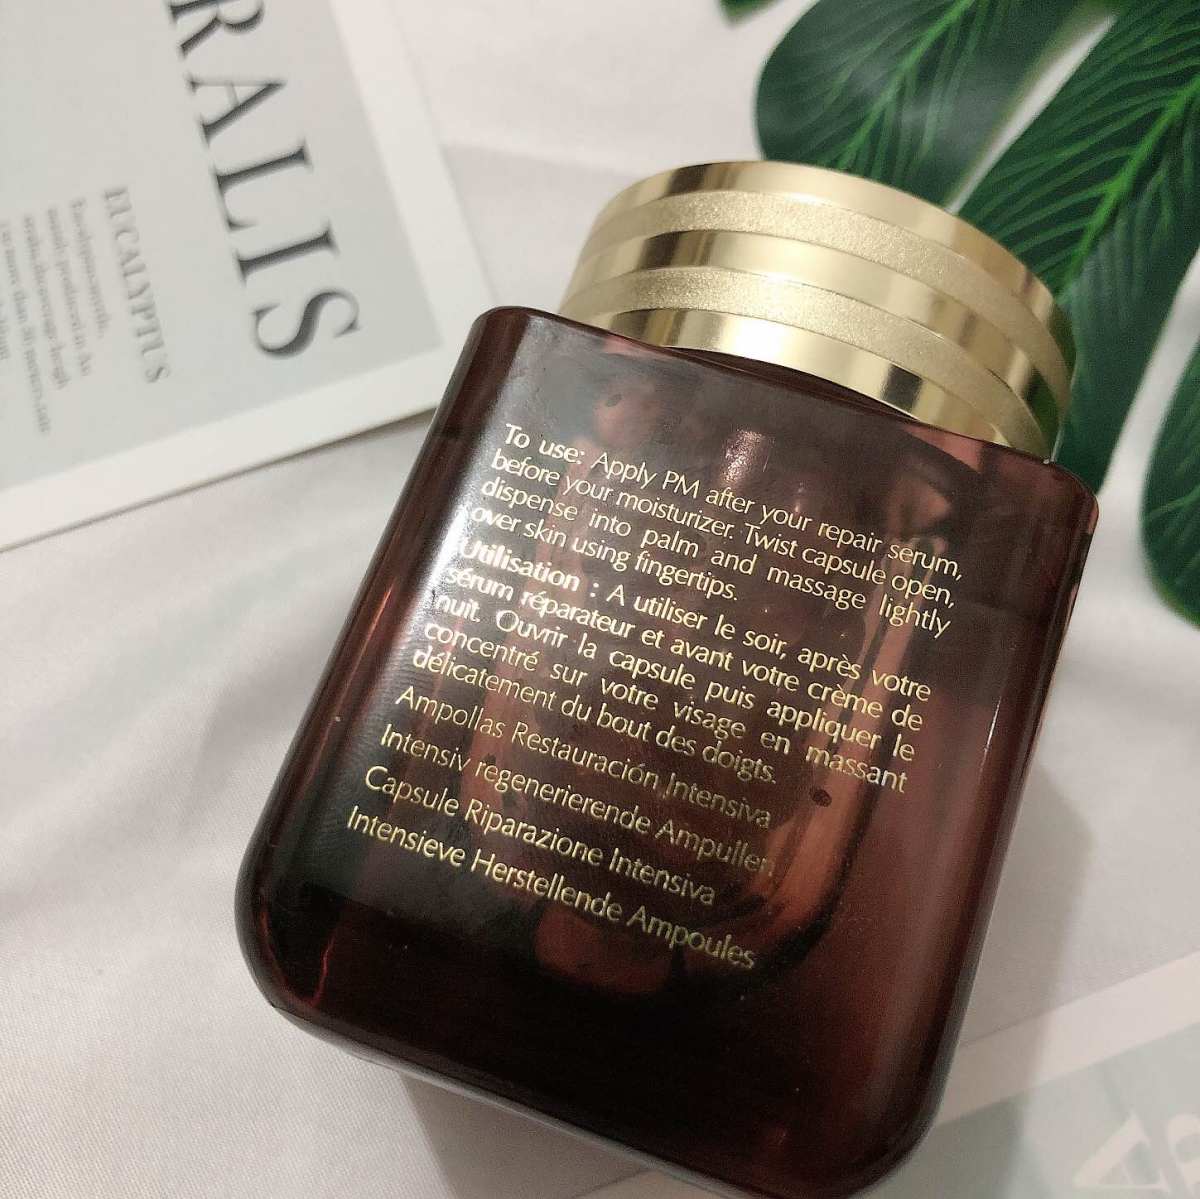 RALIS
EUCALYPTUS
To use: Apply PM after your repair serum,
before your moisturizer. Twist capsule open,
dispense into palm and massage lightly
over skin using fingertips.
Utilisation : A utiliser le soir, après votre
sérum réparateur et avant votre crème de
nuit. Ouvrir la capsule puis appliquer le
concentré sur votre visage en massant
délicatement du bout des doigts.
Ampollas Restauración Intensiva
Intensiv regenerierende Ampullen
Capsule Riparazione Intensiva
Intensieve Herstellende Ampoules